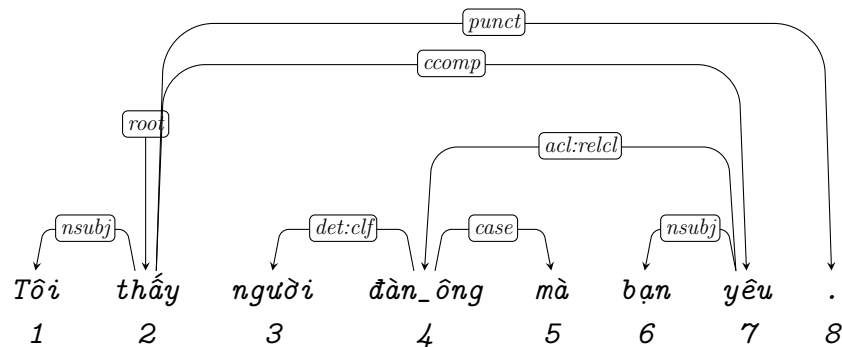 punct
ccomp
root
acl:relcl
nsubj det:clf case nsubj
Tôi thấy người đàn_ông mà bạn yêu .
1 2 3 4 5 6 7 8